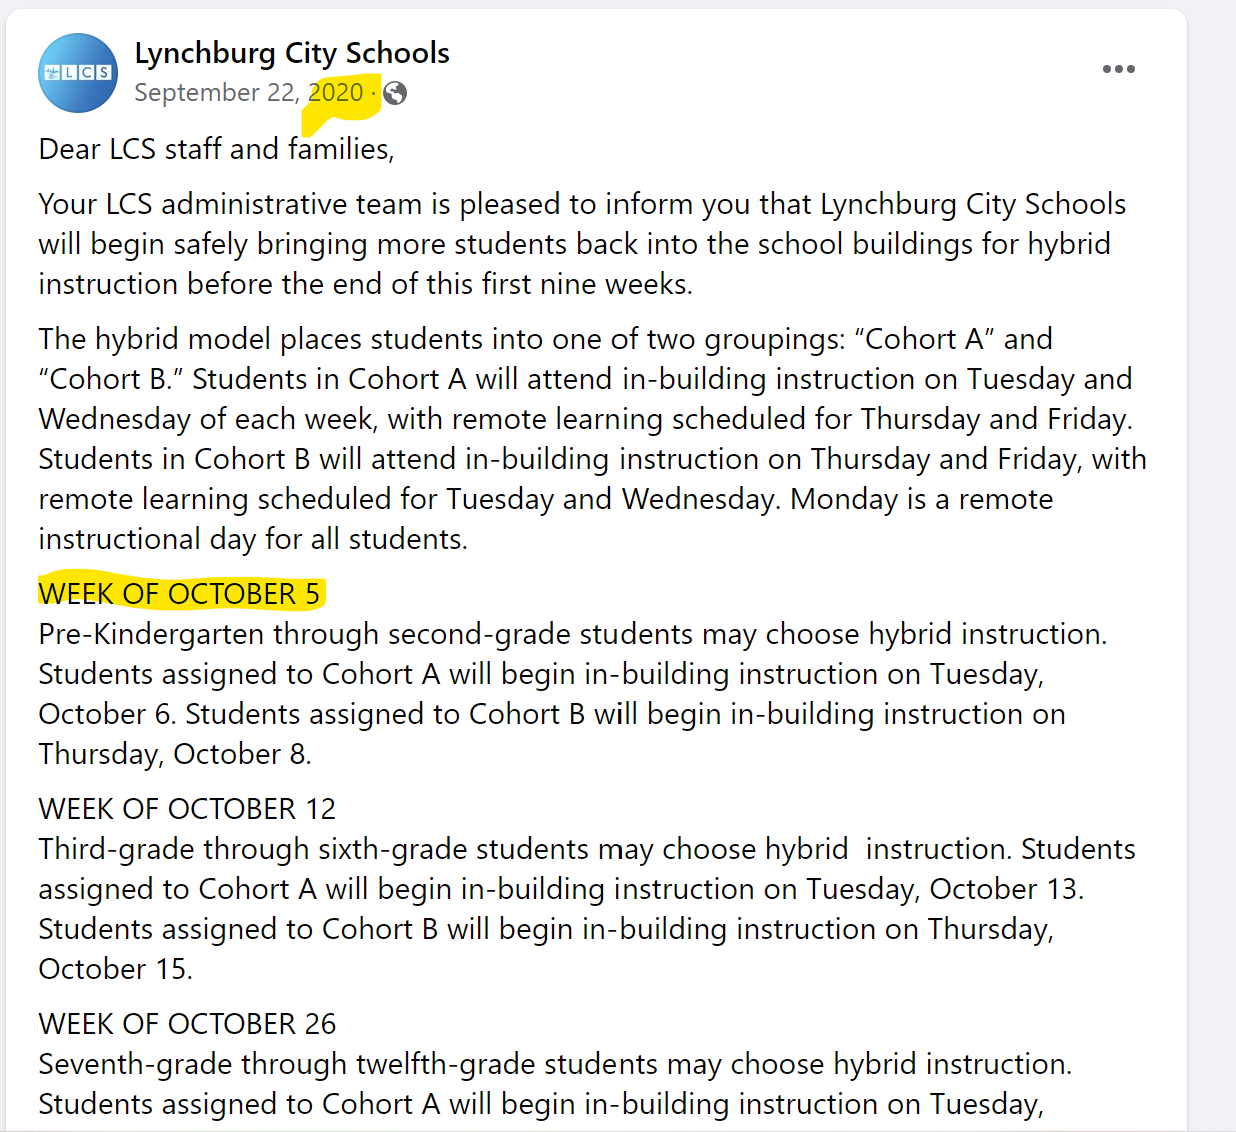 Lynchburg City Schools
September 22, 2020 ·
LCS
Dear LCS staff and families,
Your LCS administrative team is pleased to inform you that Lynchburg City Schools
will begin safely bringing more students back into the school buildings for hybrid
instruction before the end of this first nine weeks.
The hybrid model places students into one of two groupings: “Cohort A” and
“Cohort B.” Students in Cohort A will attend in-building instruction on Tuesday and
Wednesday of each week, with remote learning scheduled for Thursday and Friday.
Students in Cohort B will attend in-building instruction on Thursday and Friday, with
remote learning scheduled for Tuesday and Wednesday. Monday is a remote
instructional day for all students.
WEEK OF OCTOBER 5
Pre-Kindergarten through second-grade students may choose hybrid instruction.
Students assigned to Cohort A will begin in-building instruction on Tuesday,
October 6. Students assigned to Cohort B will begin in-building instruction on
Thursday, October 8.
WEEK OF OCTOBER 12
Third-grade through sixth-grade students may choose hybrid  instruction. Students
assigned to Cohort A will begin in-building instruction on Tuesday, October 13.
Students assigned to Cohort B will begin in-building instruction on Thursday,
October 15.
WEEK OF OCTOBER 26
Seventh-grade through twelfth-grade students may choose hybrid instruction.
Students assigned to Cohort A will begin in-building instruction on Tuesday,